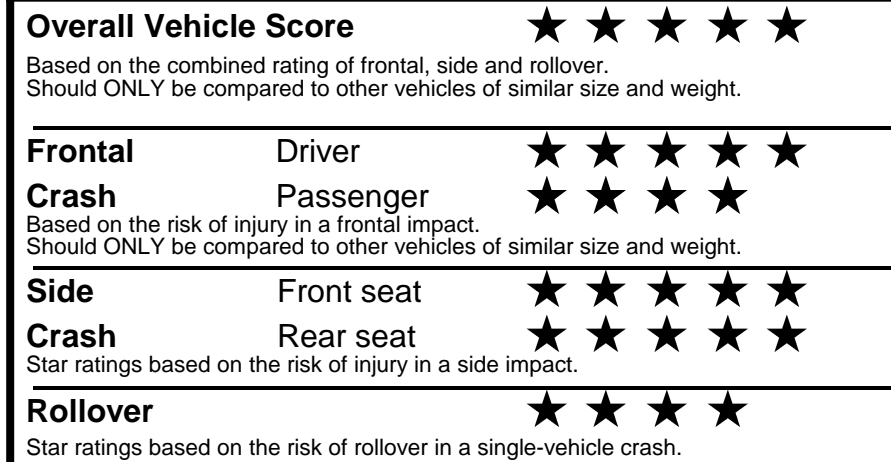 Overall Vehicle Score ★ ★ ★ ★ ★
Based on the combined rating of frontal, side and rollover.
Should ONLY be compared to other vehicles of similar size and weight.
Frontal Driver ★ ★ ★ ★ ★
Crash Passenger ★ ★ ★ ★
Based on the risk of injury in a frontal impact.
Should ONLY be compared to other vehicles of similar size and weight.
Side Front seat ★ ★ ★ ★ ★
Crash Rear seat ★ ★ ★ ★ ★
Star ratings based on the risk of injury in a side impact.
Rollover ★ ★ ★ ★
Star ratings based on the risk of rollover in a single-vehicle crash.